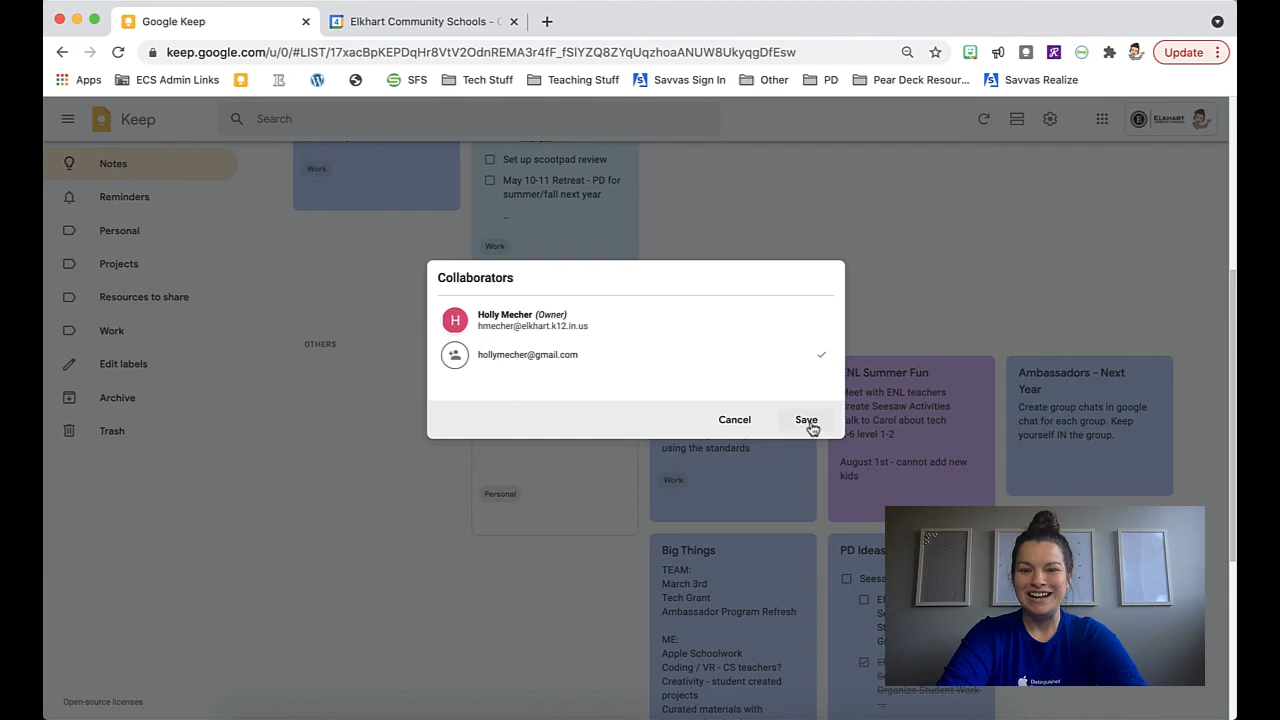 Google Keep
4
Elkhart Community Schools - C
Update
keep.google.com/u/0/#LIST/17xacBpKEPDqHr8VtV2OdnREMA3r4fF_fSlYZQ8ZYqUqzhoaANUW8UkyqgDfEsw
Apps
ECS Admin Links
SFS
Tech Stuff
Teaching Stuff
Savvas Sign In
Other
PD
Pear Deck Resour...
Savvas Realize
Keep
Search
ELKHART
Notes
Reminders
Personal
Projects
Resources to share
Work
Edit labels
Archive
Trash
Open-source licenses
Work
Set up scootpad review
May 10-11 Retreat - PD for
summer/fall next year
Work
Collaborators
H
Holly Mecher (Owner)
hmecher@elkhart.k12.in.us
hollymecher@gmail.com
Cancel
Save
OTHERS
Personal
using the standards
Work
ENL Summer Fun
Meet with ENL teachers
Create Seesaw Activities
Talk to Carol about tech
-6 level 1-2
August 1st - cannot add new
kids
Ambassadors - Next
Year
Create group chats in google
chat for each group. Keep
yourself IN the group.
Big Things
TEAM:
March 3rd
Tech Grant
Ambassador Program Refresh
ME:
Apple Schoolwork
Coding / VR - CS teachers?
Creativity - student created
projects
Curated materials with
PD Ideas
Seesa
Organize Student Work
Distinguished